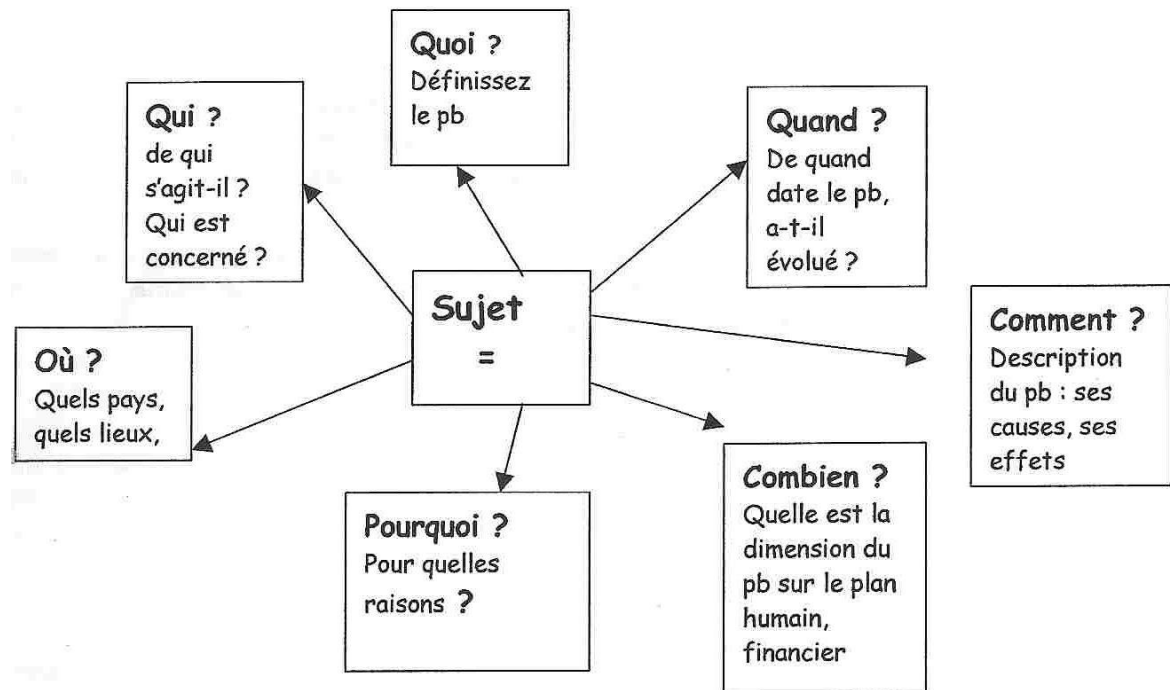 Quoi ?
Définissez
le pb
Qui ?
de qui
s'agit-il ?
Qui est
concerné ?
Quand ?
De quand
date le pb,
a-t-il
évolué ?
Sujet
=
Où ?
Quels pays,
quels lieux,
Comment ?
Description
du pb : ses
causes, ses
effets
Pourquoi ?
Pour quelles
raisons ?
Combien ?
Quelle est la
dimension du
pb sur le plan
humain,
financier